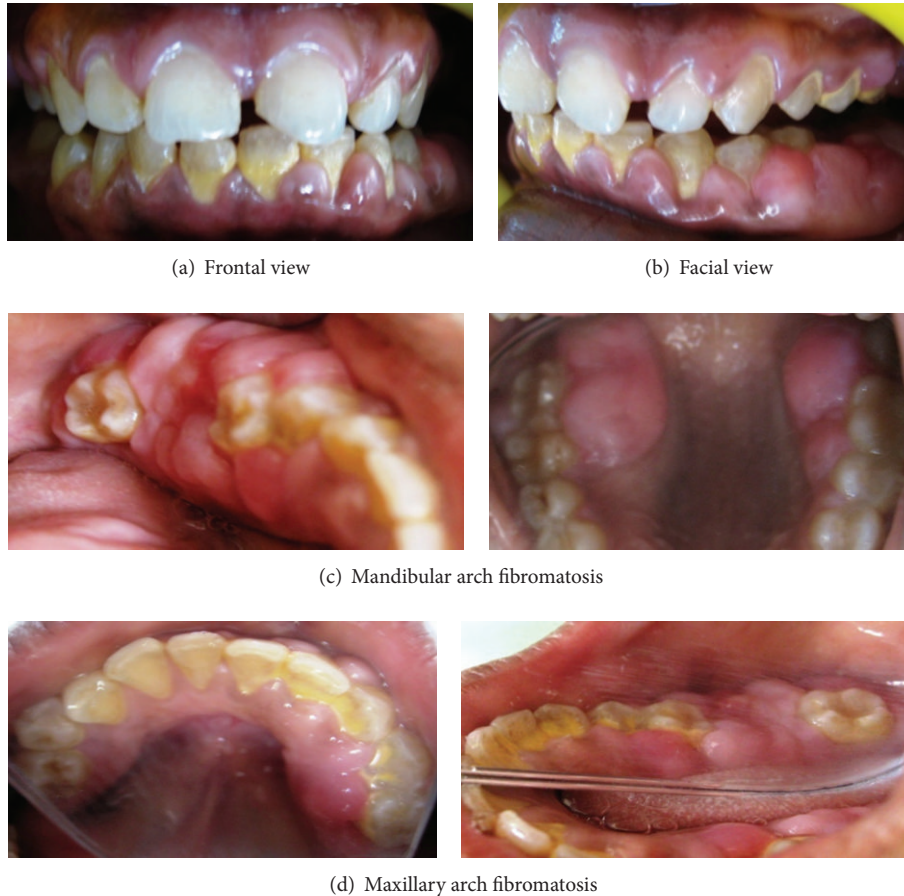 (a) Frontal view
(b) Facial view
(c) Mandibular arch fibromatosis
(d) Maxillary arch fibromatosis